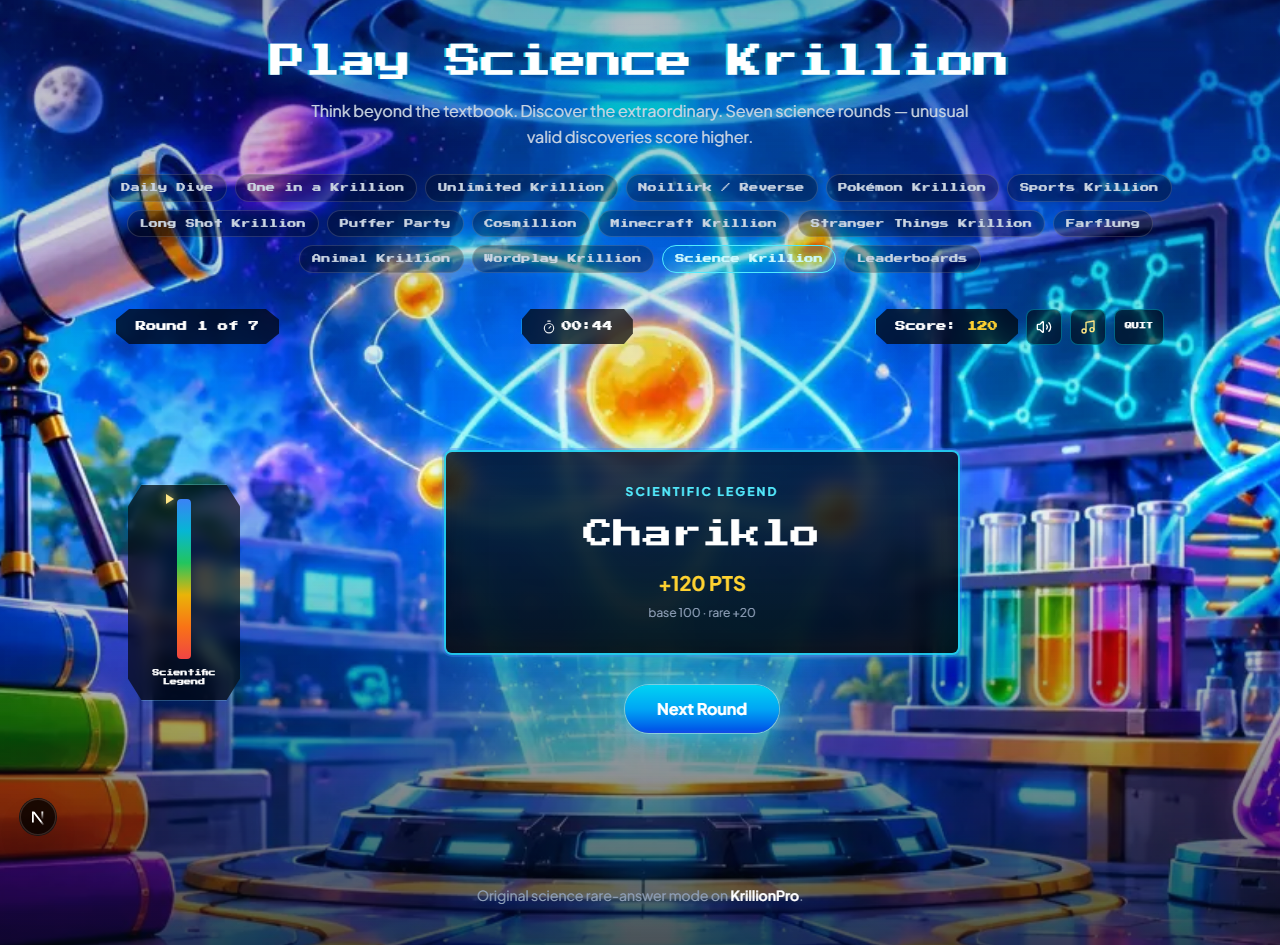 Play Science Krillion
Think beyond the textbook. Discover the extraordinary. Seven science rounds — unusual
valid discoveries score higher.
Daily Dive One in a Krillion Unlimited Krillion Noillirk / Reverse Pokémon Krillion Sports Krillion
Long Shot Krillion Puffer Party Cosmillion Minecraft Krillion Stranger Things Krillion Farflung
Animal Krillion Wordplay Krillion Science Krillion Leaderboards
Round 1 of 7 00:44 Score: 120 QUIT
SCIENTIFIC LEGEND
Chariklo
+120 PTS
base 100 · rare +20
Scientific
Legend
Next Round
N
Original science rare-answer mode on KrillionPro.